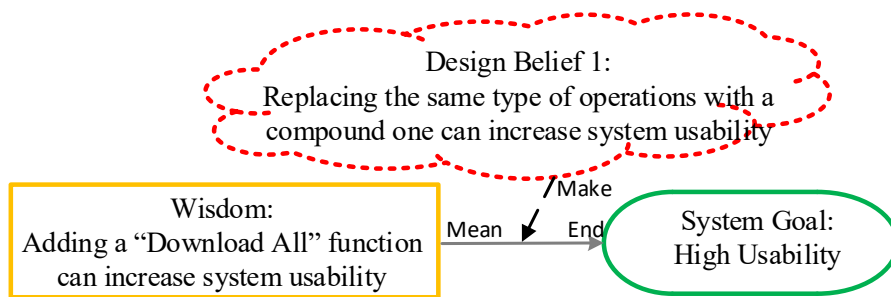 Design Belief 1:
Replacing the same type of operations with a
compound one can increase system usability
Make
Wisdom:
Adding a “Download All” function
can increase system usability
Mean
End
System Goal:
High Usability